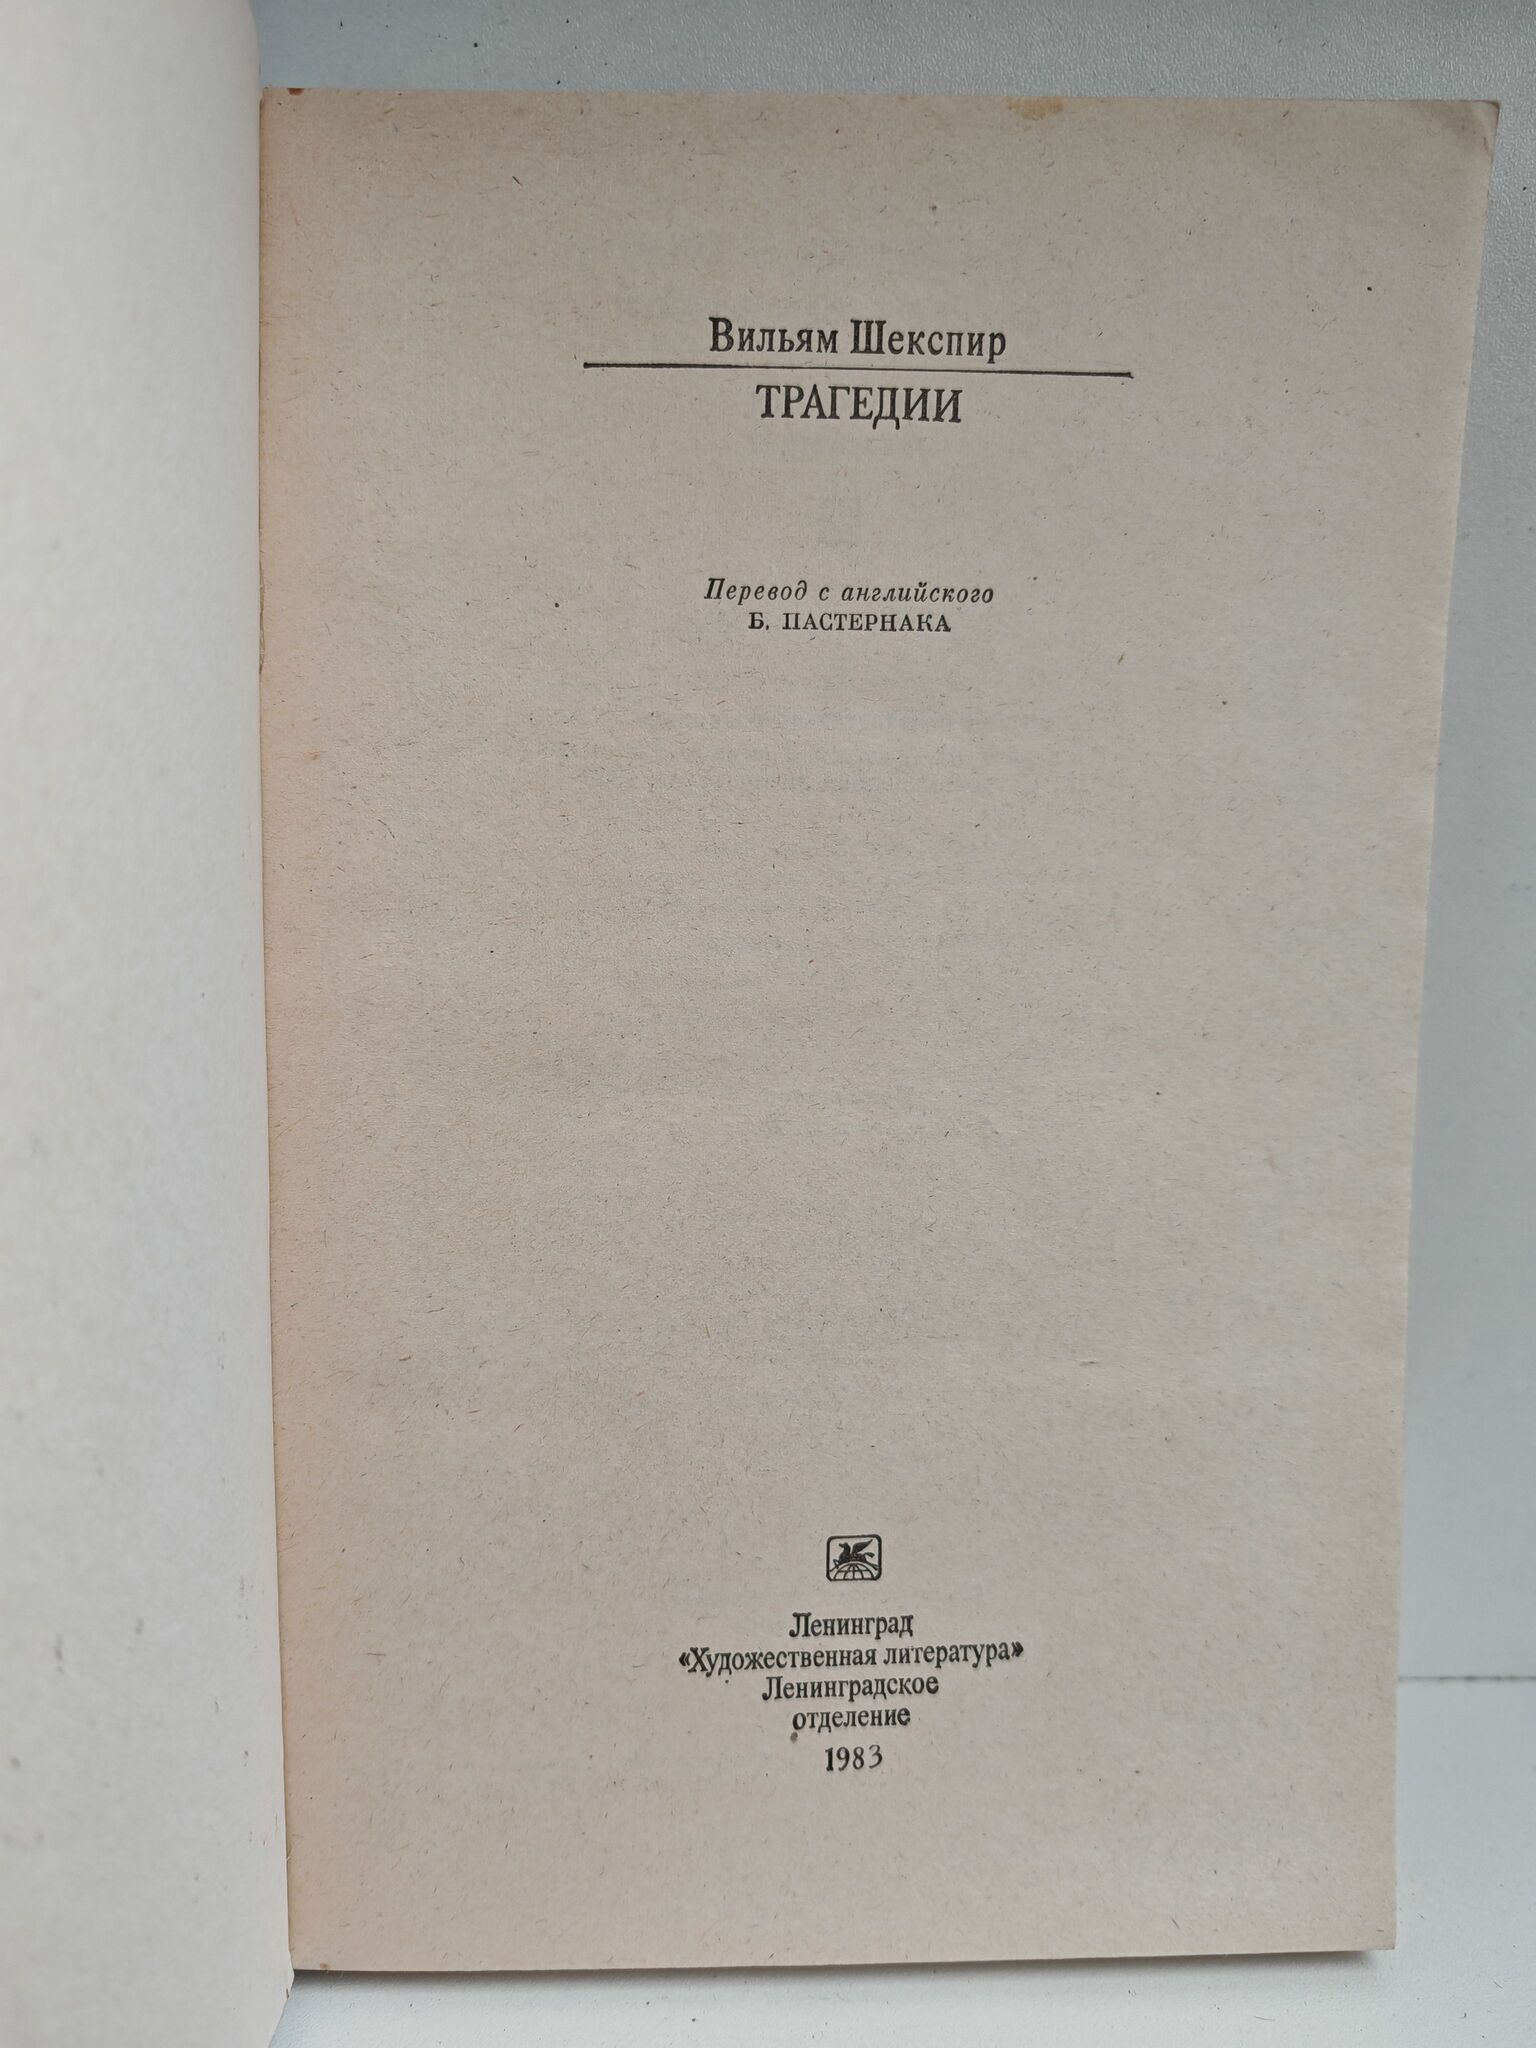 Вильям Шекспир
ТРАГЕДИИ
Перевод с английского
Б. ПАСТЕРНАКА
Ленинград
«Художественная литература»
Ленинградское
отделение
1983